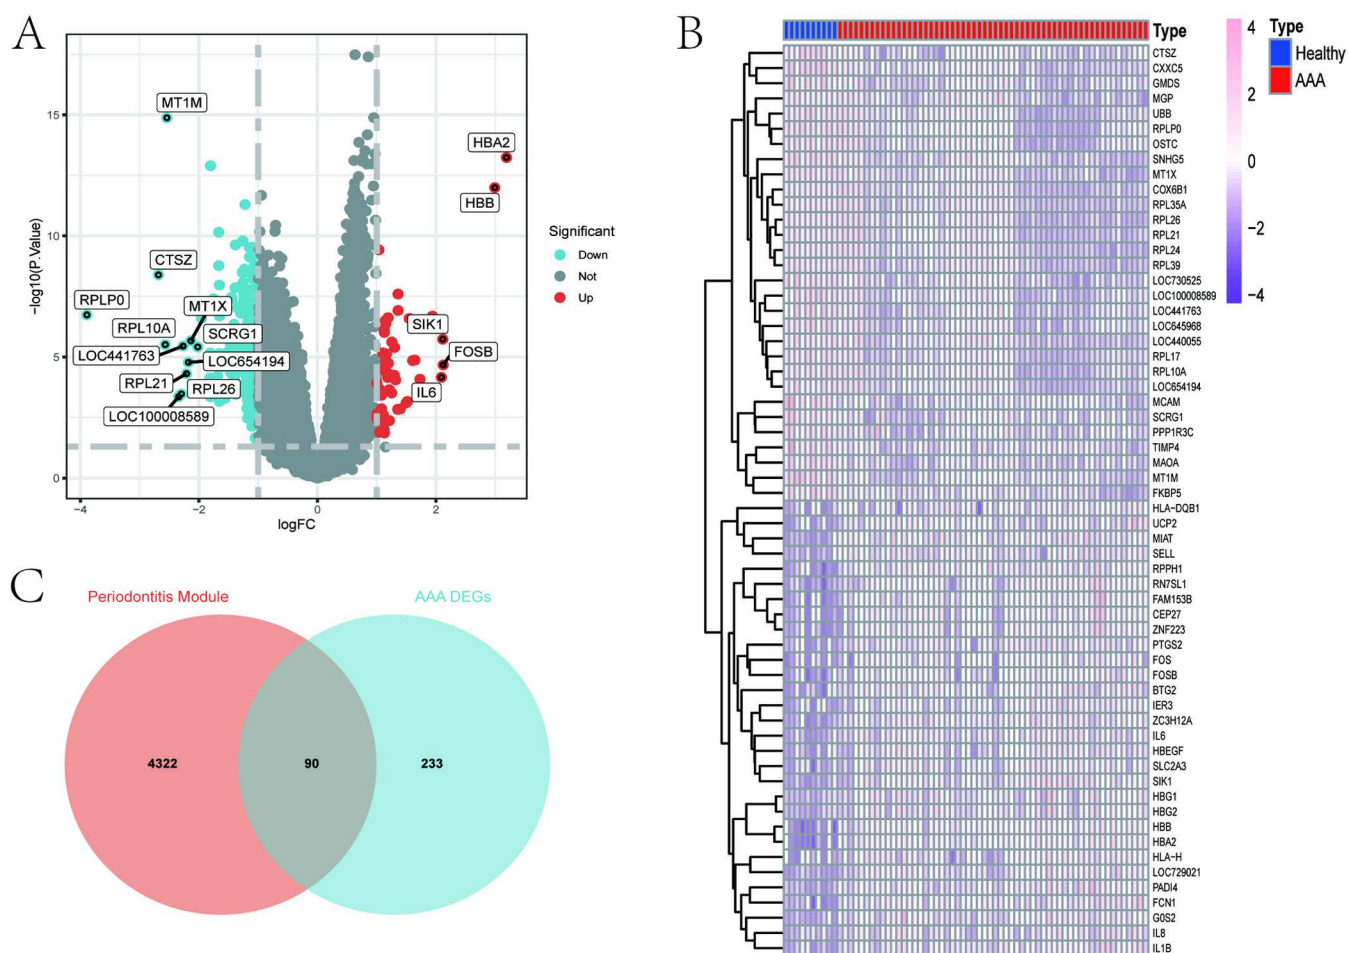 A
MT1M
HBA2
HBB
CTSZ
RPLP0
MT1X
RPL10A
SCRG1
SIK1
LOC441763
LOC654194
FOSB
RPL21
RPL26
IL6
LOC100008589
15
10
5
0
−4
−2
0
2
−log10(P.Value)
logFC
Significant
Down
Not
Up
B
Type
CTSZ
CXXC5
GMDS
MGP
UBB
RPLP0
OSTC
SNHG5
MT1X
COX6B1
RPL35A
RPL26
RPL21
RPL24
RPL39
LOC730525
LOC100008589
LOC441763
LOC645968
LOC440055
RPL17
RPL10A
LOC654194
MCAM
SCRG1
PPP1R3C
TIMP4
MAOA
MT1M
FKBP5
HLA−DQB1
UCP2
MIAT
SELL
RPPH1
RN7SL1
FAM153B
CEP27
ZNF223
PTGS2
FOS
FOSB
BTG2
IER3
ZC3H12A
IL6
HBEGF
SLC2A3
SIK1
HBG1
HBG2
HBB
HBA2
HLA−H
LOC729021
PADI4
FCN1
G0S2
IL8
IL1B
4
2
0
−2
−4
Type
Healthy
AAA
C
Periodontitis Module
AAA DEGs
4322
90
233